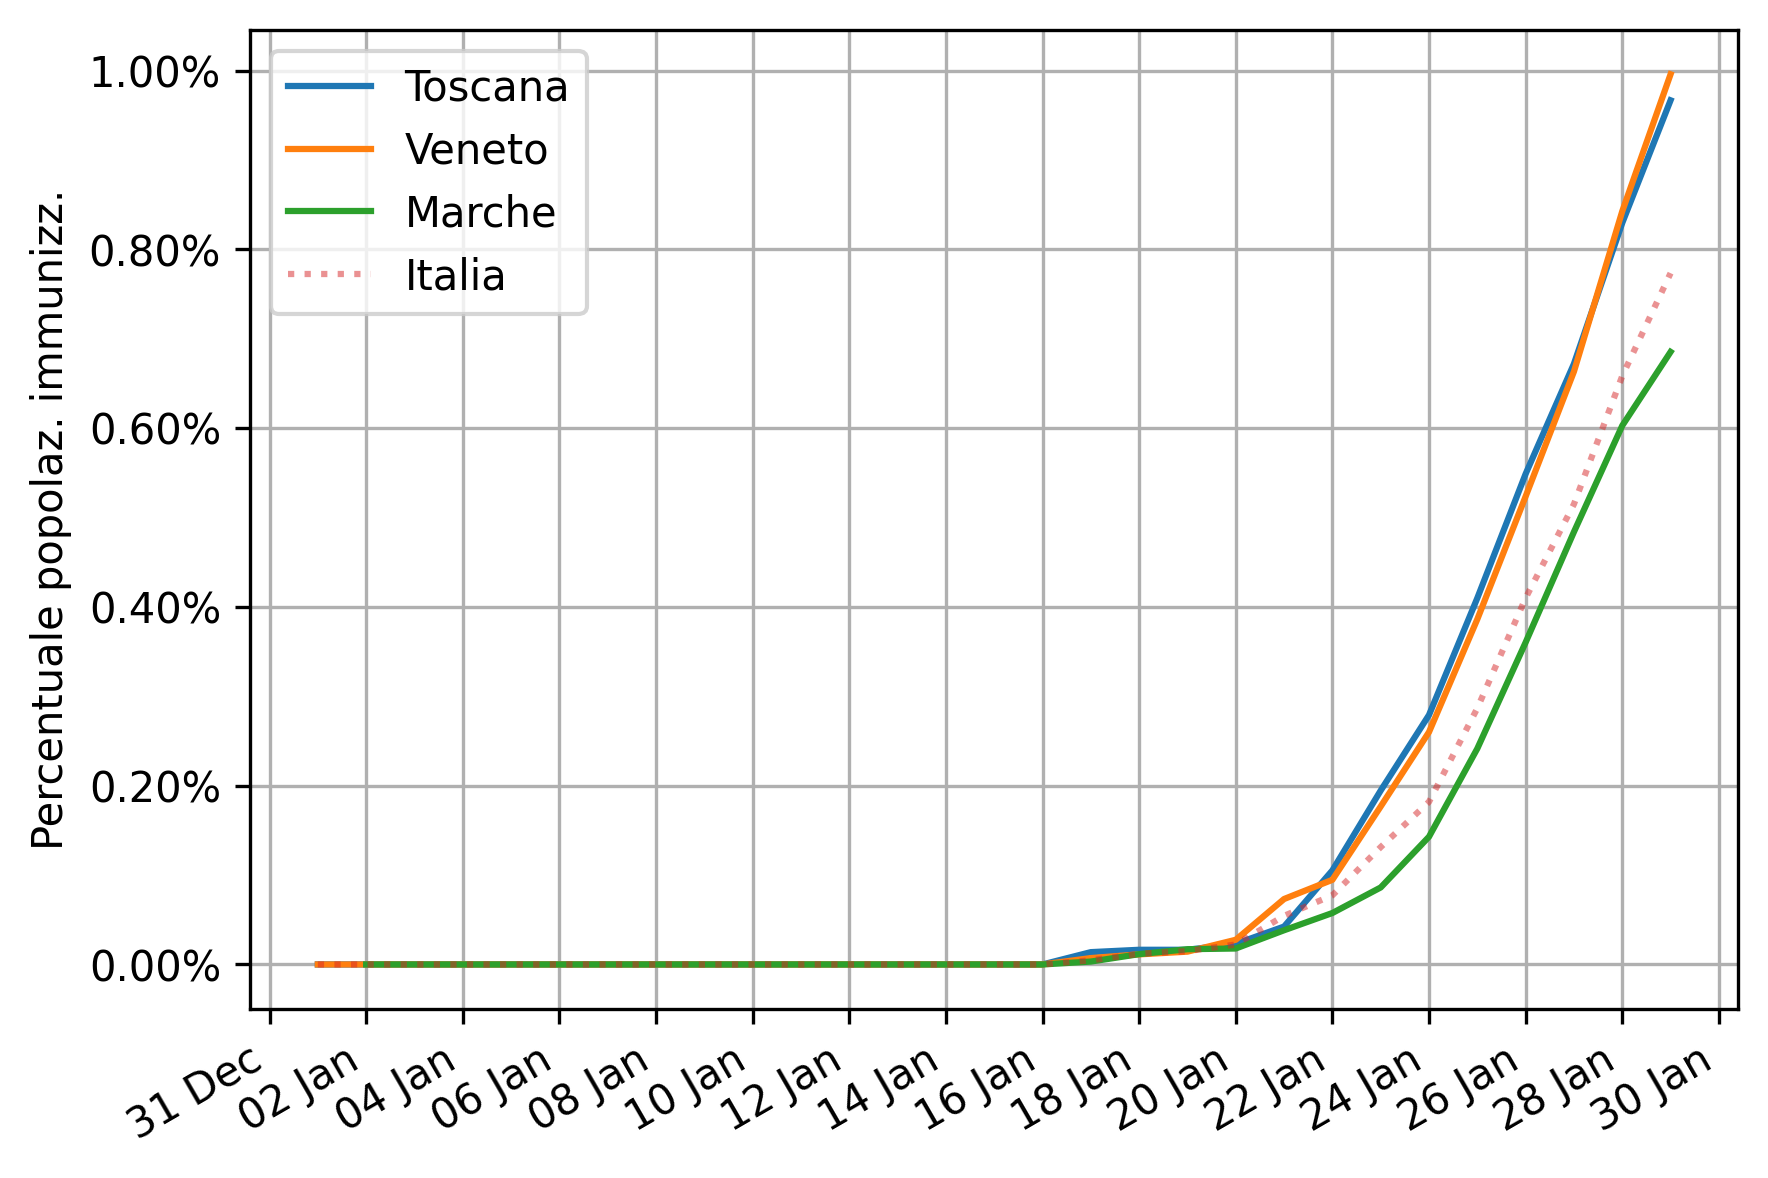 1.00%
0.80%
0.60%
0.40%
0.20%
0.00%
Percentuale popolaz. immunizz.
Toscana
Veneto
Marche
Italia
31 Dec
02 Jan
04 Jan
06 Jan
08 Jan
10 Jan
12 Jan
14 Jan
16 Jan
18 Jan
20 Jan
22 Jan
24 Jan
26 Jan
28 Jan
30 Jan